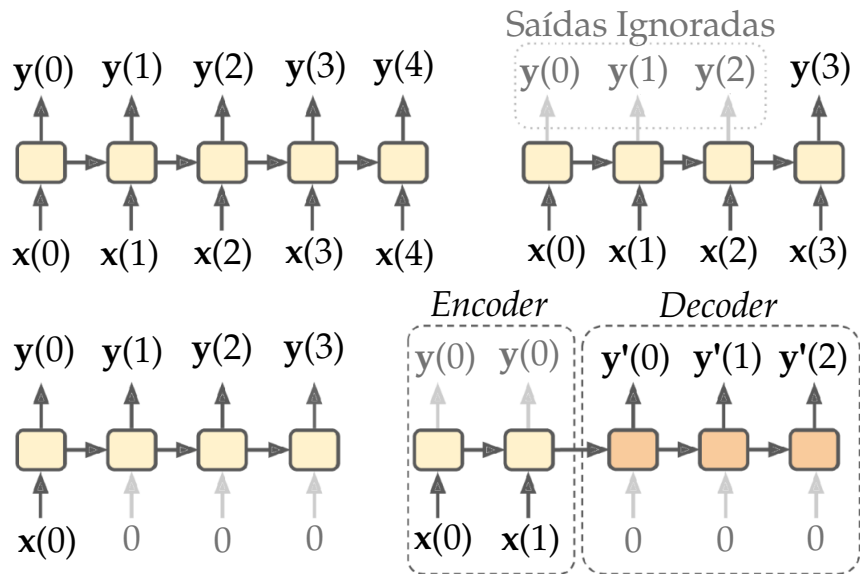 Saídas Ignoradas
y(0) y(1) y(2) y(3) y(4)
y(0) y(1) y(2) y(3)
x(0) x(1) x(2) x(3) x(4)
x(0) x(1) x(2) x(3)
Encoder
Decoder
y(0) y(1) y(2) y(3)
y(0) y(0)
y'(0) y'(1) y'(2)
x(0) 0 0 0
x(0) x(1)
0 0 0